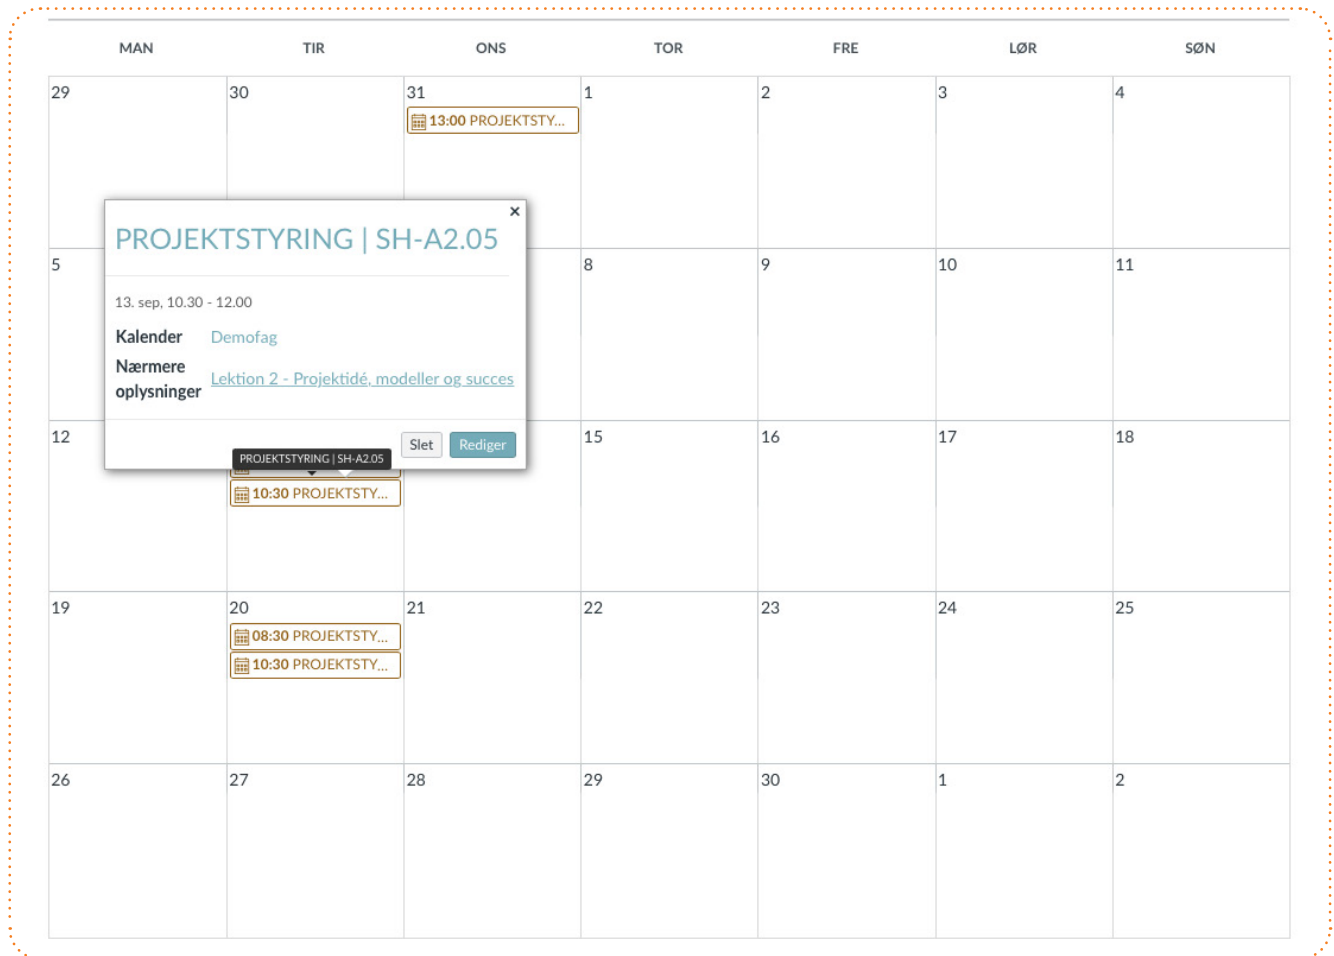 MAN TIR ONS TOR FRE LØR SØN
29 30 31 1 2 3 4
13:00 PROJEKTSTY...
×
PROJEKTSTYRING | SH-A2.05
5 8 9 10 11
13. sep, 10.30 - 12.00
Kalender Demofag
Nærmere
oplysninger
Lektion 2 - Projektidé, modeller og succes
12 15 16 17 18
Slet Rediger
PROJEKTSTYRING | SH-A2.05
10:30 PROJEKTSTY...
19 20 21 22 23 24 25
08:30 PROJEKTSTY...
10:30 PROJEKTSTY...
26 27 28 29 30 1 2